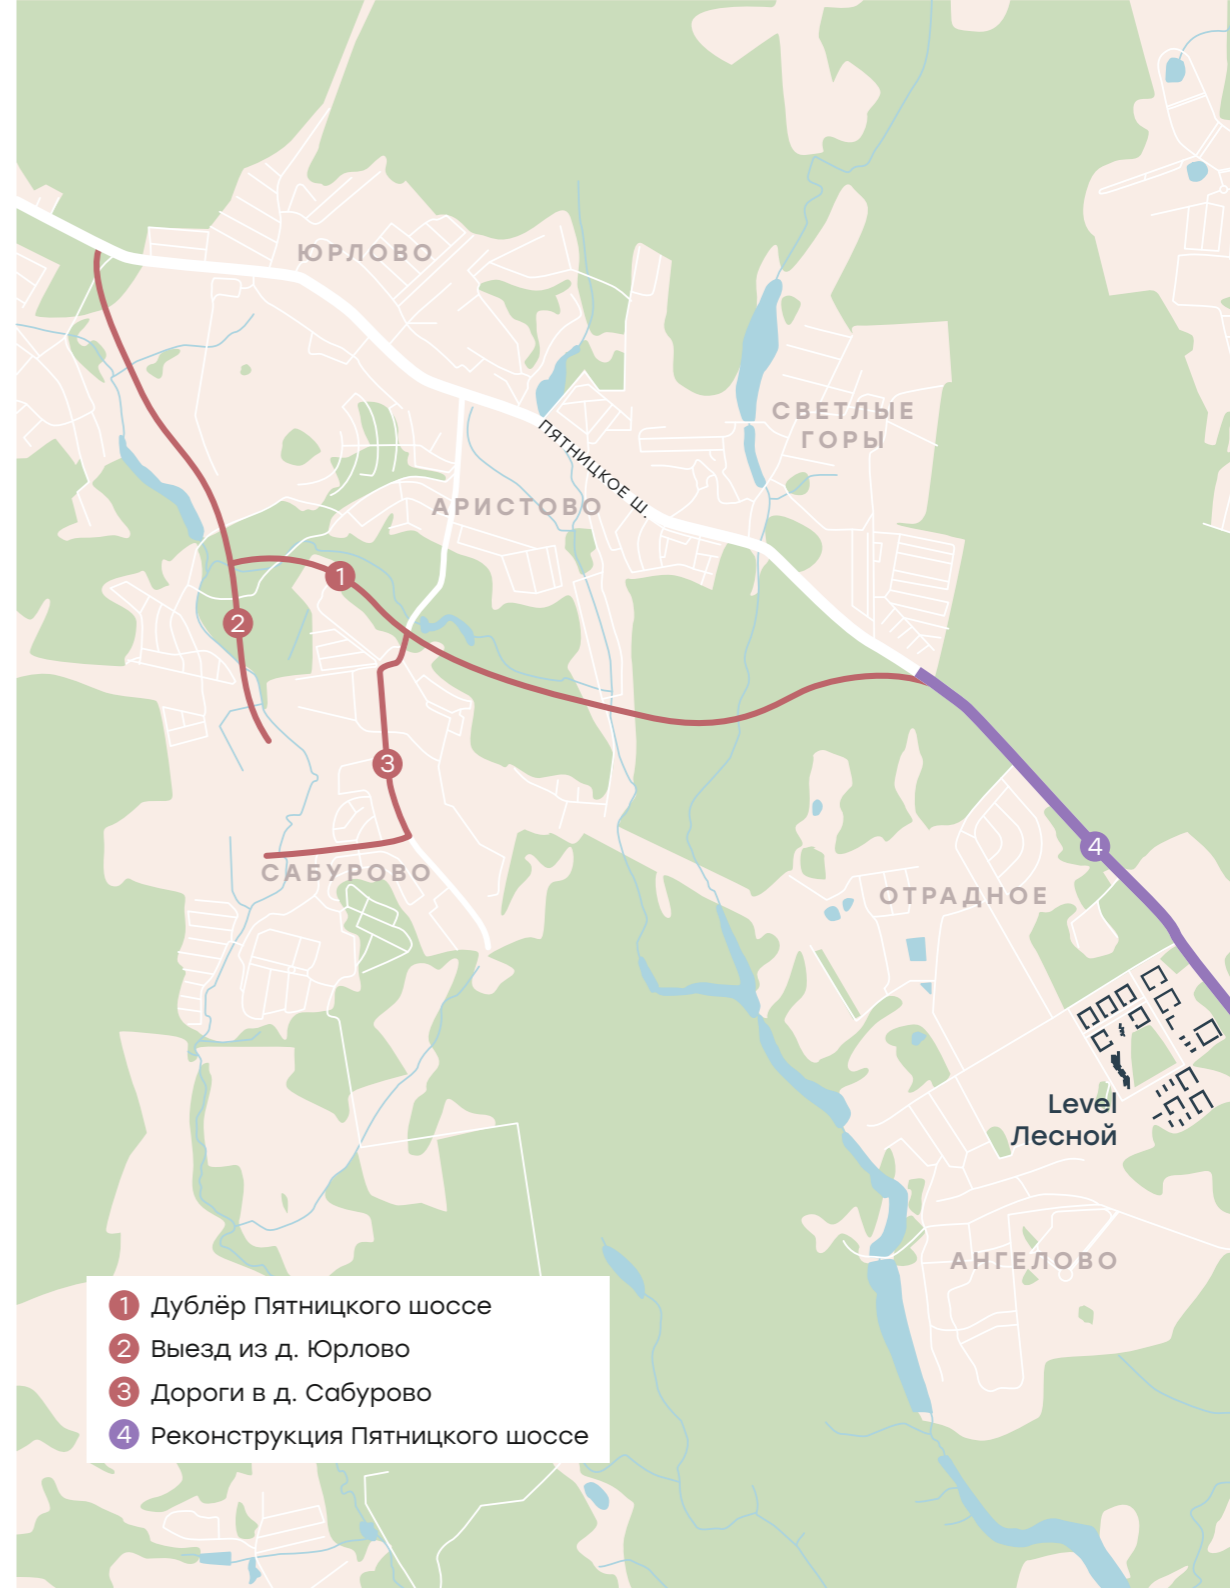 ЮРЛОВО
СВЕТЛЫЕ
ГОРЫ
ПЯТНИЦКОЕ Ш.
АРИСТОВО
1
2
3
4
САБУРОВО
ОТРАДНОЕ
Level
Лесной
АНГЕЛОВО
1 Дублёр Пятницкого шоссе
2 Выезд из д. Юрлово
3 Дороги в д. Сабурово
4 Реконструкция Пятницкого шоссе